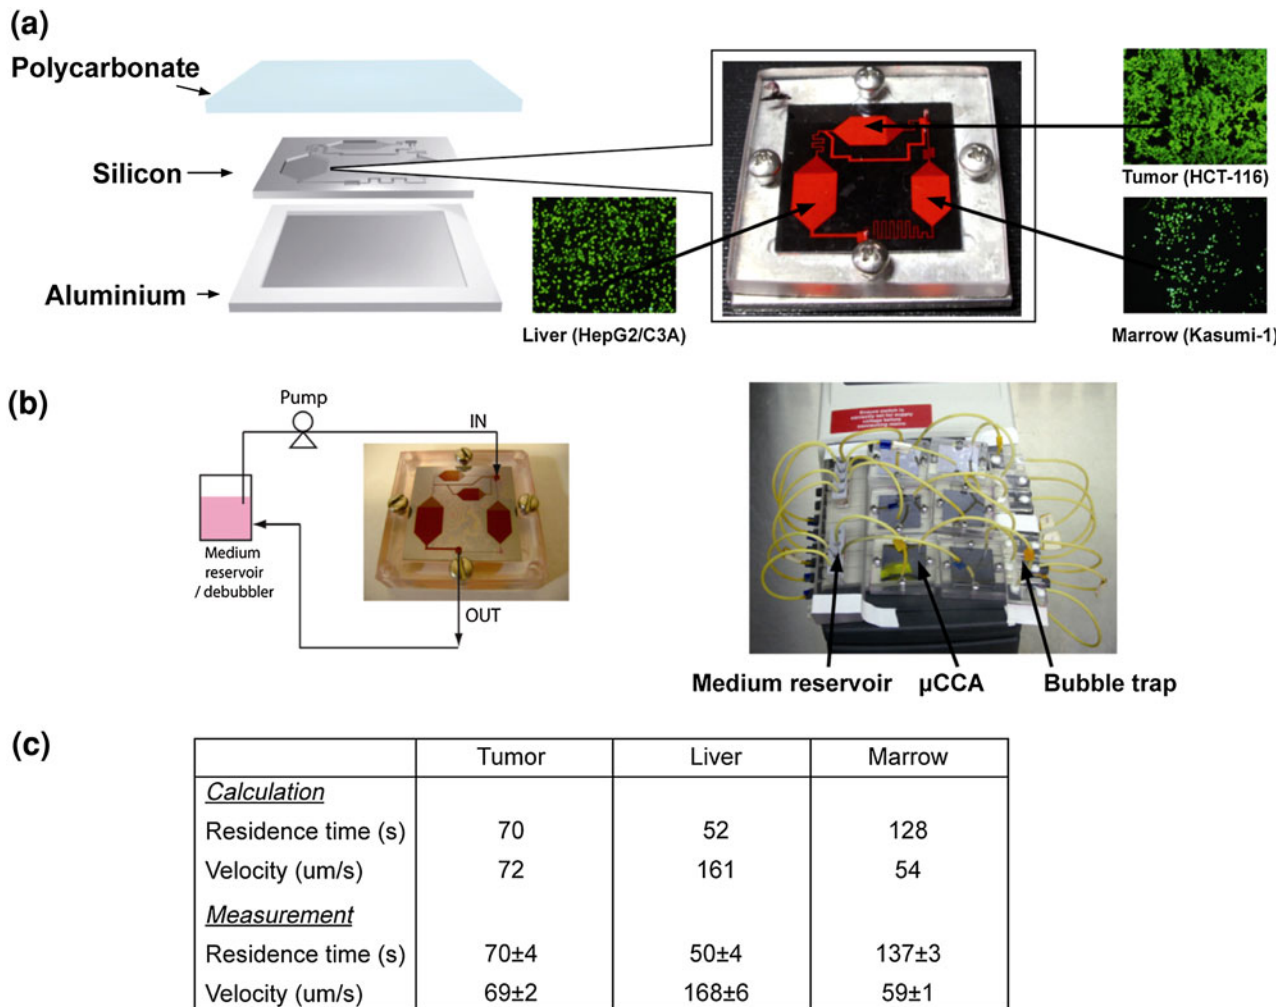 (a)
Polycarbonate
Silicon
Aluminium
Liver (HepG2/C3A)
Tumor (HCT-116)
Marrow (Kasumi-1)
(b)
Pump
IN
Medium
reservoir
/ debubbler
OUT
Medium reservoir µCCA Bubble trap
(c)
Tumor Liver Marrow
Calculation
Residence time (s) 70 52 128
Velocity (um/s) 72 161 54
Measurement
Residence time (s) 70±4 50±4 137±3
Velocity (um/s) 69±2 168±6 59±1